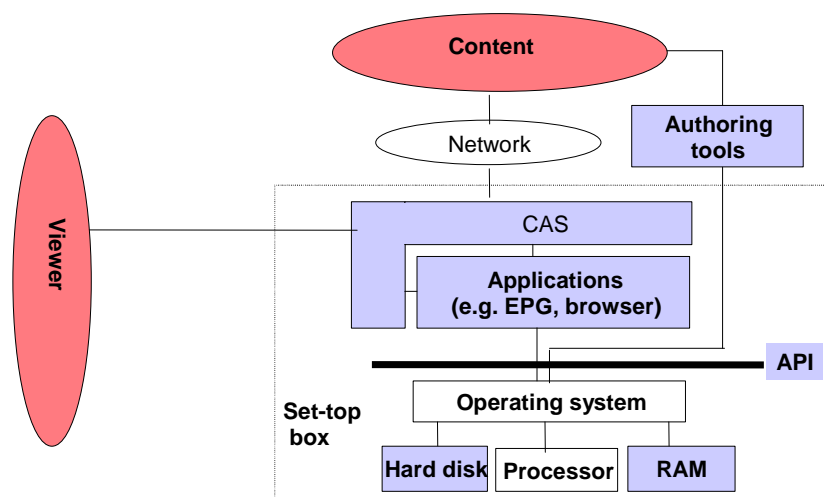 Content
Network
Authoring
tools
Viewer
CAS
Applications
(e.g. EPG, browser)
API
Operating system
Set-top
box
Hard disk
Processor
RAM